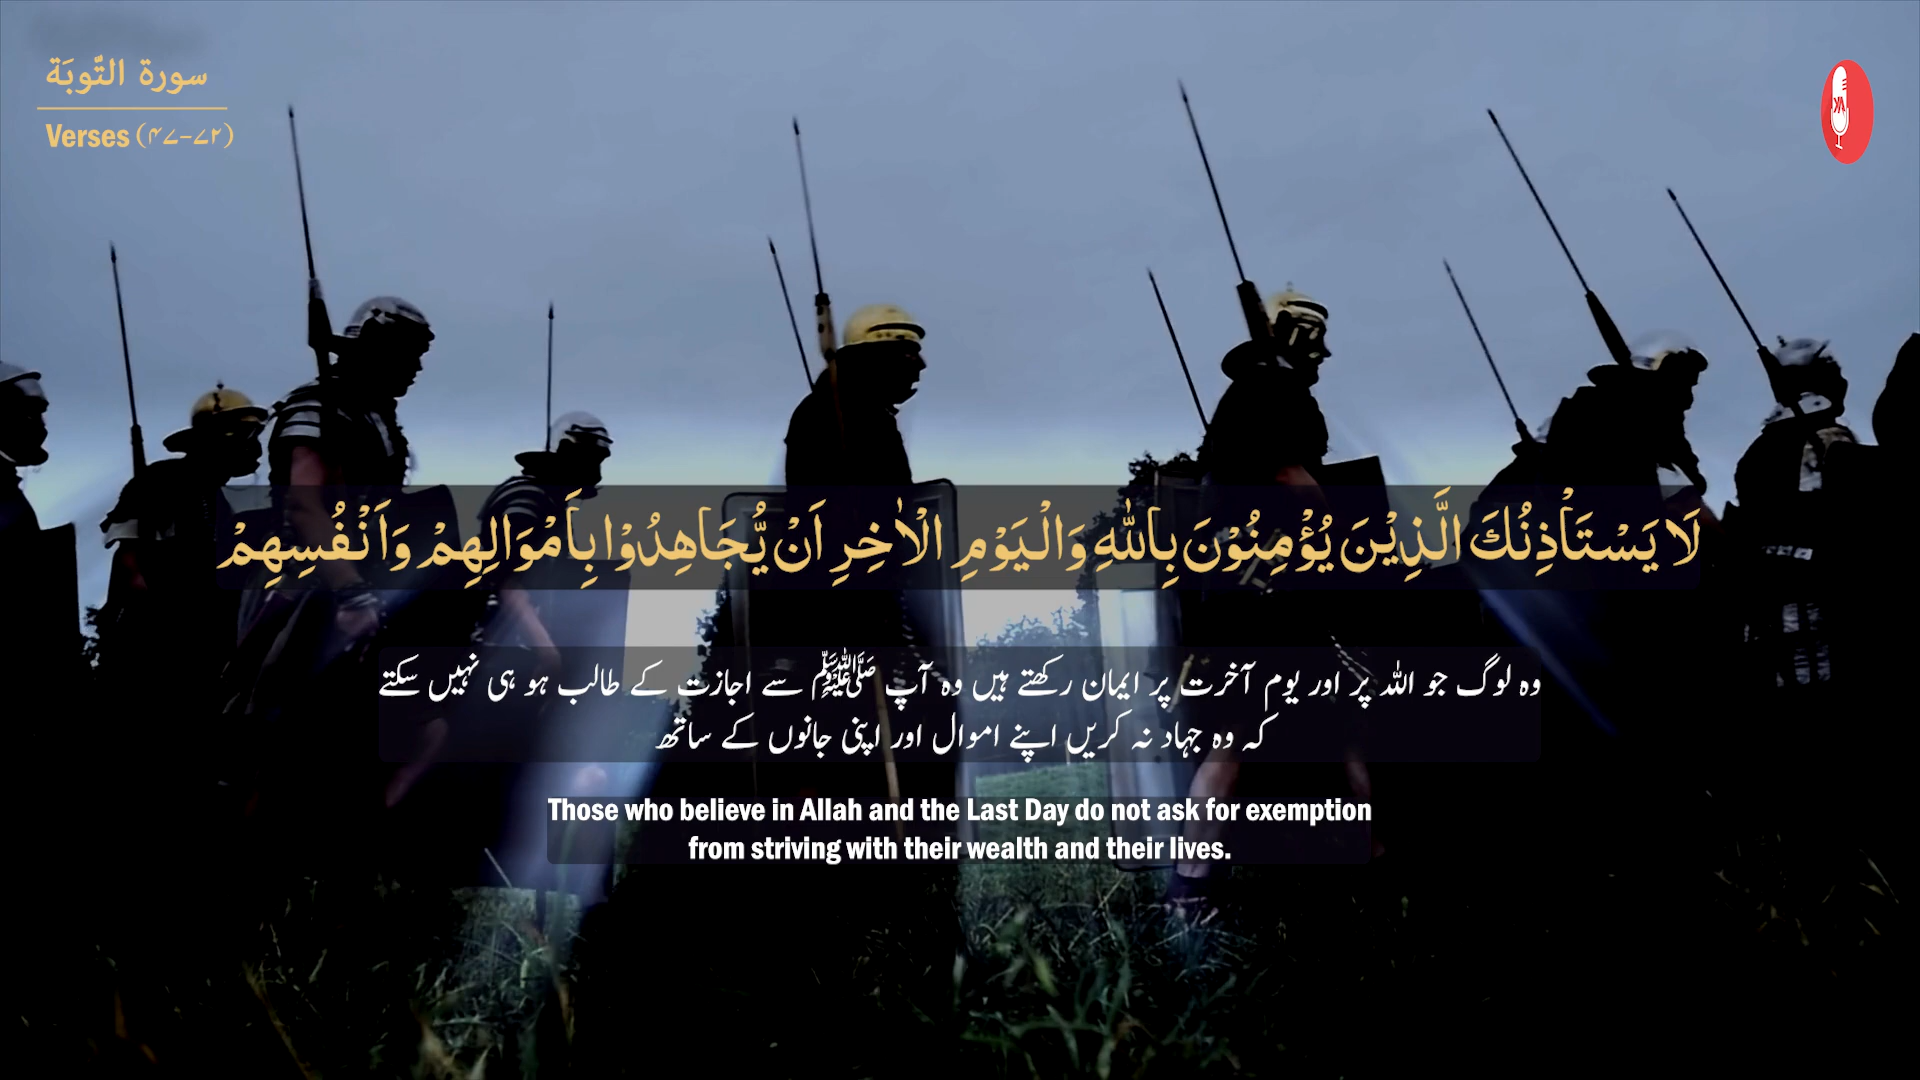 سورة التَّوبَة
Verses (۴۷-۷۲)
لَا يَسْتَاْذِنُكَ الَّذِيْنَ يُؤْمِنُوْنَ بِاللّٰهِ وَالْيَوْمِ الْاٰخِرِ اَنْ يُّجَاهِدُوْا بِاَمْوَالِهِمْ وَاَنْفُسِهِمْ
وہ لوگ جو اللہ پر اور یوم آخرت پر ایمان رکھتے ہیں وہ آپ ﷺ سے اجازت کے طالب ہو ہی نہیں سکتے
کہ وہ جہاد نہ کریں اپنے اموال اور اپنی جانوں کے ساتھ
Those who believe in Allah and the Last Day do not ask for exemption
from striving with their wealth and their lives.